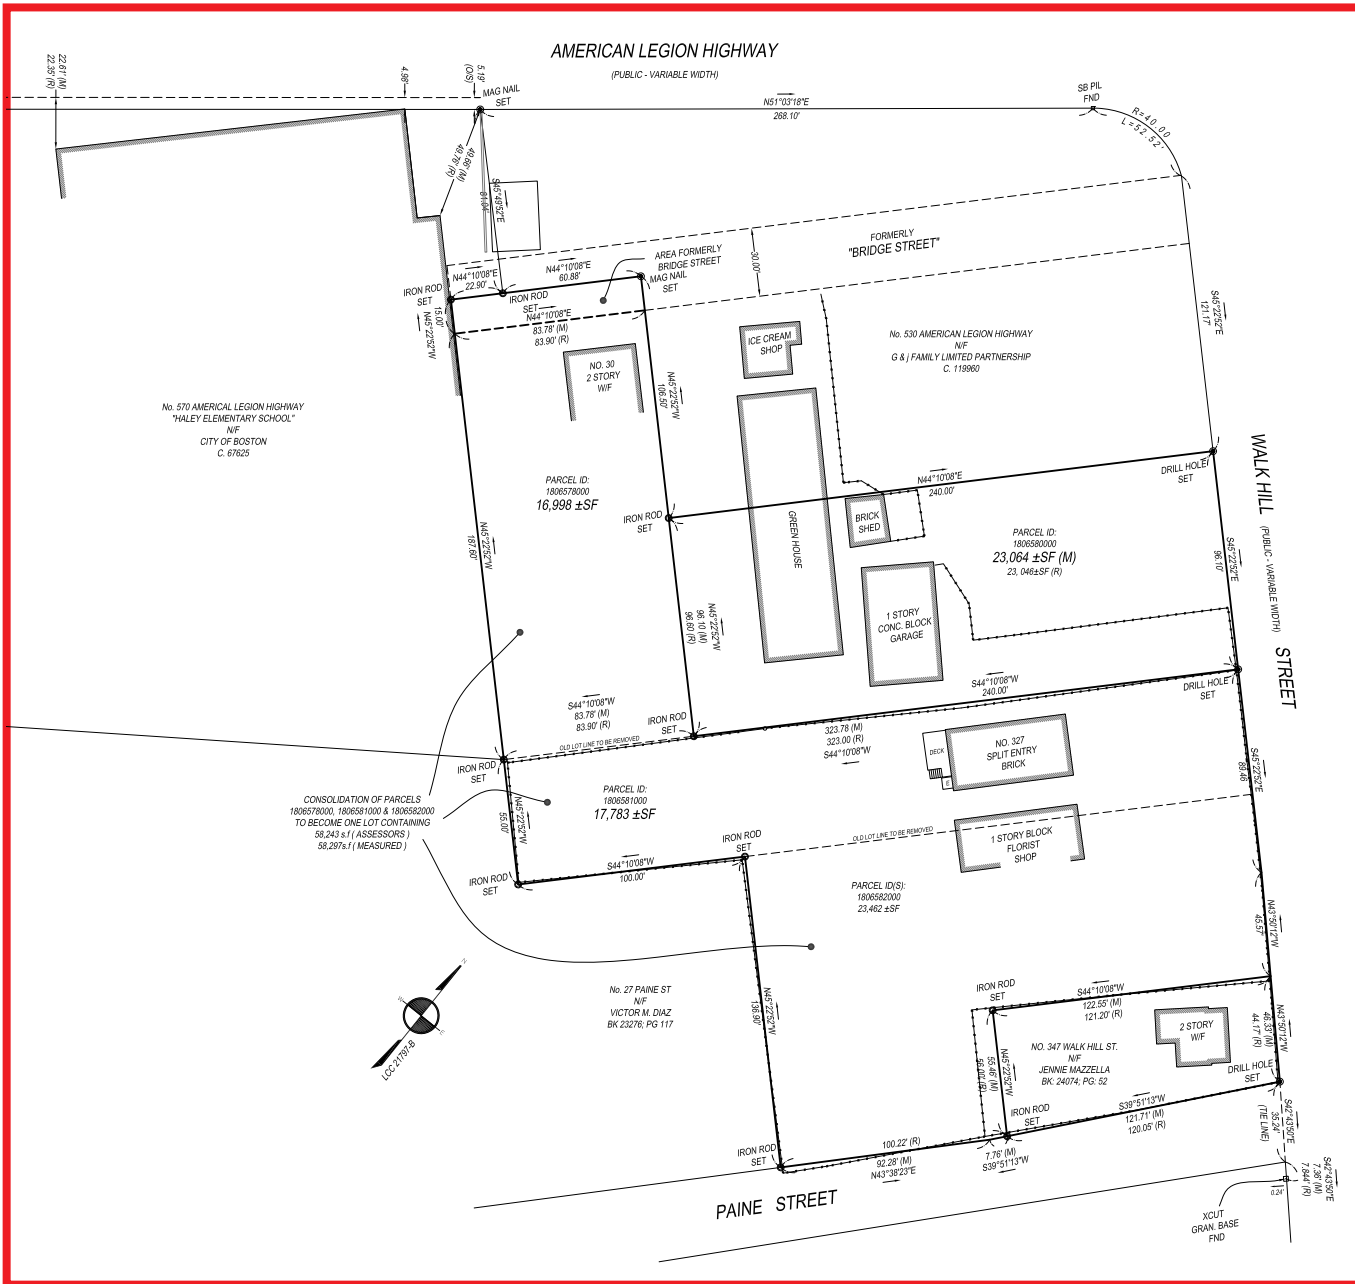 AMERICAN LEGION HIGHWAY
(PUBLIC - VARIABLE WIDTH)
22.61' (M)
22.35' (R)
4.98'
5.19'
(O/S)
MAG NAIL
SET
N51°03'18"E
268.10'
SB PIL
FND
R=40.00
L=52.52'
49.66' (M)
49.76' (R)
S45°49'52"E
81.04'
FORMERLY
"BRIDGE STREET"
30.00'
AREA FORMERLY
BRIDGE STREET
N44°10'08"E
22.90'
N44°10'08"E
60.88'
MAG NAIL
SET
IRON ROD
SET
IRON ROD
SET
15.00'
N45°22'52"W
N44°10'08"E
83.78' (M)
83.90' (R)
NO. 30
2 STORY
W/F
ICE CREAM
SHOP
No. 530 AMERICAN LEGION HIGHWAY
N/F
G & j FAMILY LIMITED PARTNERSHIP
C. 119960
S45°22'52"E
121.17'
N45°22'52"W
106.50'
No. 570 AMERICAL LEGION HIGHWAY
"HALEY ELEMENTARY SCHOOL"
N/F
CITY OF BOSTON
C. 67625
PARCEL ID:
1806578000
16,998 ±SF
IRON ROD
SET
N44°10'08"E
240.00'
DRILL HOLE
SET
WALK HILL
(PUBLIC - VARIABLE WIDTH)
STREET
GREEN HOUSE
BRICK
SHED
PARCEL ID:
1806580000
23,064 ±SF (M)
23, 046±SF (R)
S45°22'52"E
96.10'
N45°22'52"W
187.60'
N45°22'52"W
96.10 (M)
96.60 (R)
1 STORY
CONC. BLOCK
GARAGE
S44°10'08"W
240.00'
DRILL HOLE
SET
S44°10'08"W
83.78' (M)
83.90' (R)
IRON ROD
SET
OLD LOT LINE TO BE REMOVED
323.78 (M)
323.00 (R)
S44°10'08"W
DECK
NO. 327
SPLIT ENTRY
BRICK
S45°22'52"E
89.46
IRON ROD
SET
CONSOLIDATION OF PARCELS
1806578000, 1806581000 & 1806582000
TO BECOME ONE LOT CONTAINING
58,243 s.f ( ASSESSORS )
58,297s.f ( MEASURED )
PARCEL ID:
1806581000
17,783 ±SF
N45°22'52"W
55.00'
IRON ROD
SET
OLD LOT LINE TO BE REMOVED
1 STORY BLOCK
FLORIST
SHOP
S44°10'08"W
100.00'
IRON ROD
SET
PARCEL ID(S):
1806582000
23,462 ±SF
N43°50'12"W
45.57'
No. 27 PAINE ST
N/F
VICTOR M. DIAZ
BK 23276; PG 117
N45°22'52"W
136.90'
IRON ROD
SET
S44°10'08"W
122.55' (M)
121.20' (R)
N43°50'12"W
46.33' (M)
44.17' (R)
LCC 21797-B
N45°22'52"W
55.46' (M)
56.00' (R)
NO. 347 WALK HILL ST.
N/F
JENNIE MAZZELLA
BK: 24074; PG: 52
2 STORY
W/F
DRILL HOLE
SET
IRON ROD
SET
S39°51'13"W
121.71' (M)
120.05' (R)
S42°43'50"E
35.24'
(TIE LINE)
IRON ROD
SET
100.22' (R)
92.28' (M)
N43°38'23"E
7.76' (M)
S39°51'13"W
PAINE STREET
S42°43'50"E
7.36' (M)
7.844' (R)
0.24'
XCUT
GRAN. BASE
FND